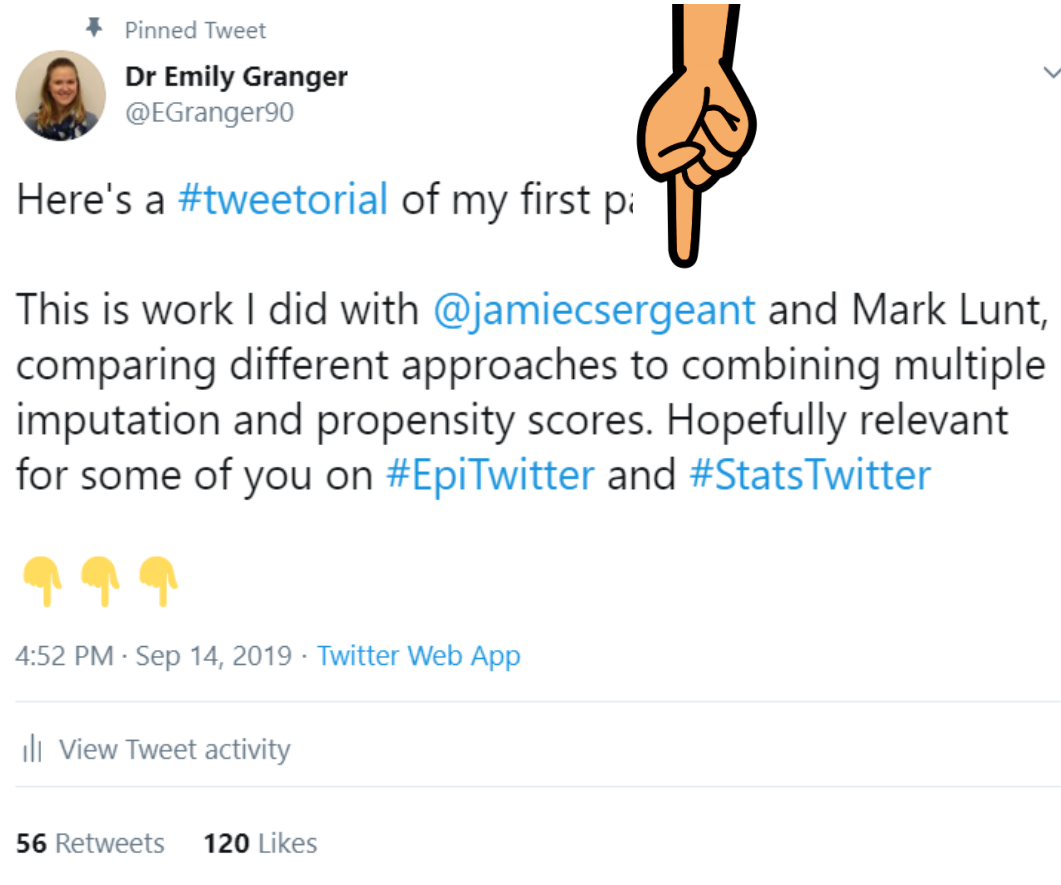 Pinned Tweet
Dr Emily Granger
@EGranger90
Here's a #tweetorial of my first
This is work I did with @jamiecsergeant and Mark Lunt,
comparing different approaches to combining multiple
imputation and propensity scores. Hopefully relevant
for some of you on #EpiTwitter and #StatsTwitter
4:52 PM · Sep 14, 2019 · Twitter Web App
View Tweet activity
56 Retweets 120 Likes